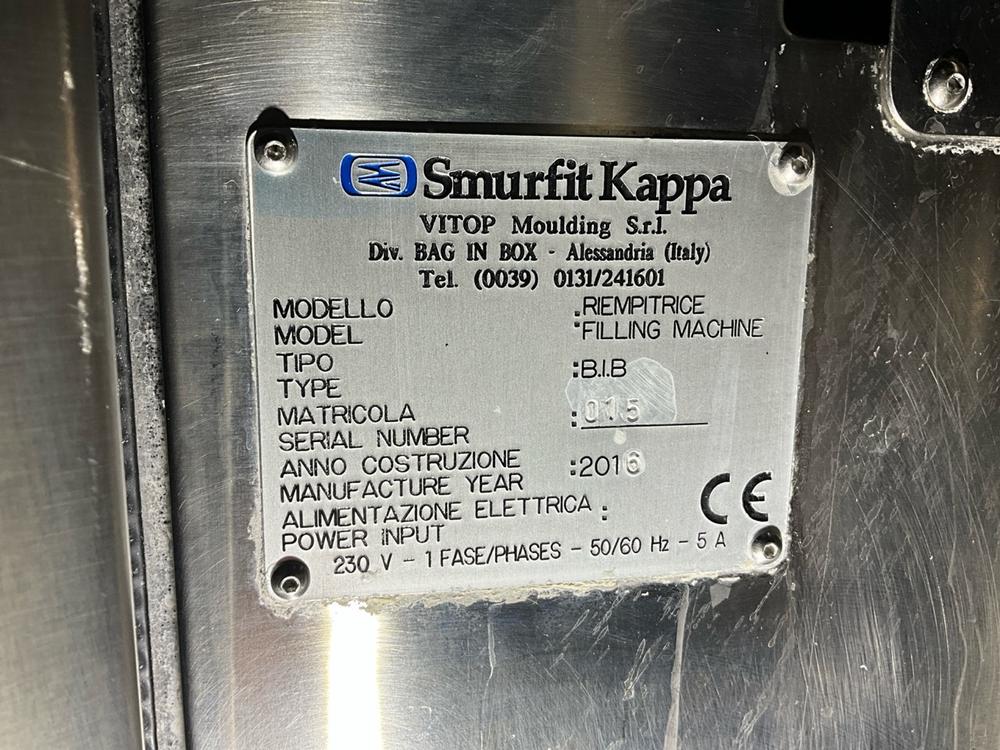 Smurfit Kappa
VITOP Moulding S.r.l.
Div. BAG IN BOX - Alessandria (Italy)
Tel. (0039) 0131/241601
MODELLO :RIEMPITRICE
MODEL :FILLING MACHINE
TIPO :B.I.B
TYPE
MATRICOLA :015
SERIAL NUMBER
ANNO COSTRUZIONE :2016
MANUFACTURE YEAR
ALIMENTAZIONE ELETTRICA :
POWER INPUT
230 V - 1 FASE/PHASES - 50/60 Hz - 5 A
CE